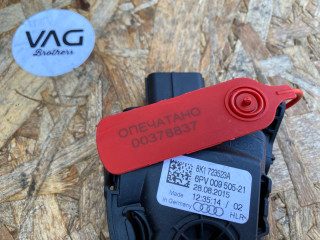 VAG
Brothers
ОПЕЧАТАНО
00378837
8K1 723523A
6PV 009 505-21
28.08.2015
Made
in Germany
12:35:14 / 02
HLR